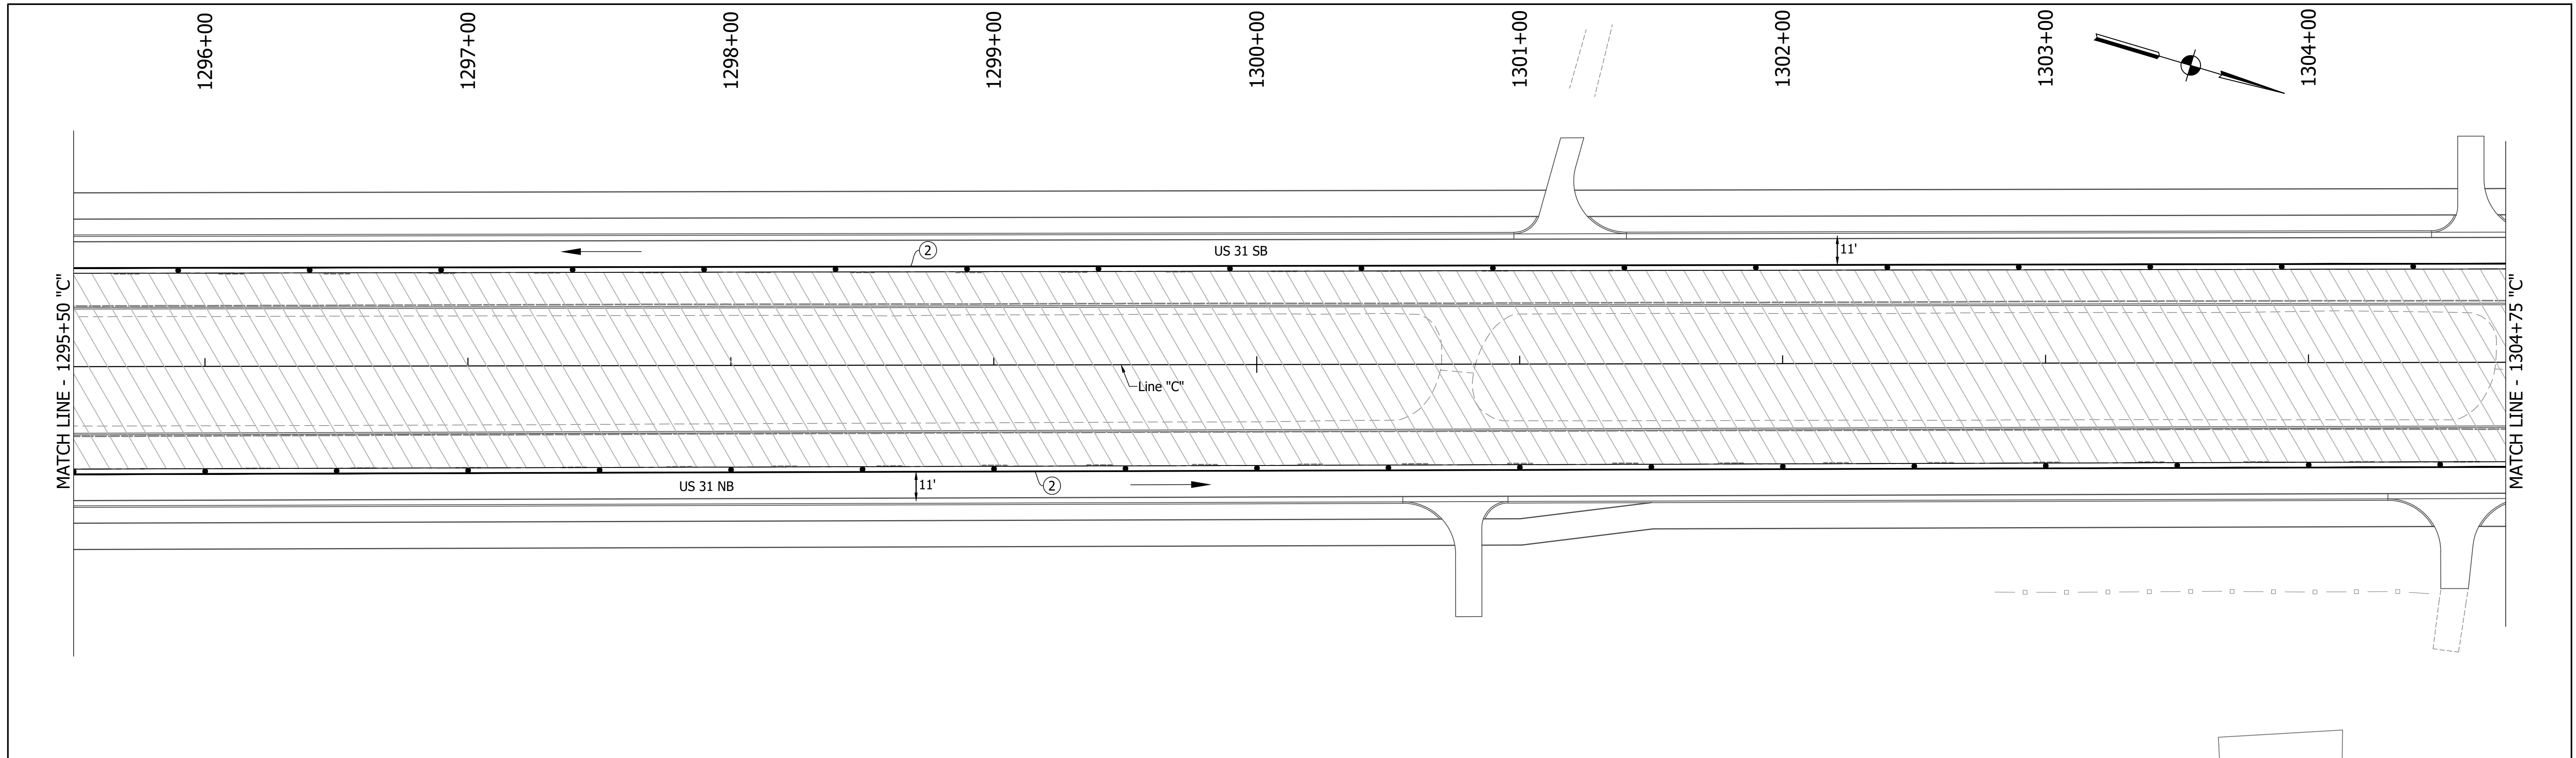 1296+00
1297+00
1298+00
1299+00
1300+00
1301+00
1302+00
1303+00
1304+00
2
US 31 SB
11'
MATCH LINE - 1295+50 "C"
MATCH LINE - 1304+75 "C"
Line "C"
US 31 NB
11'
2